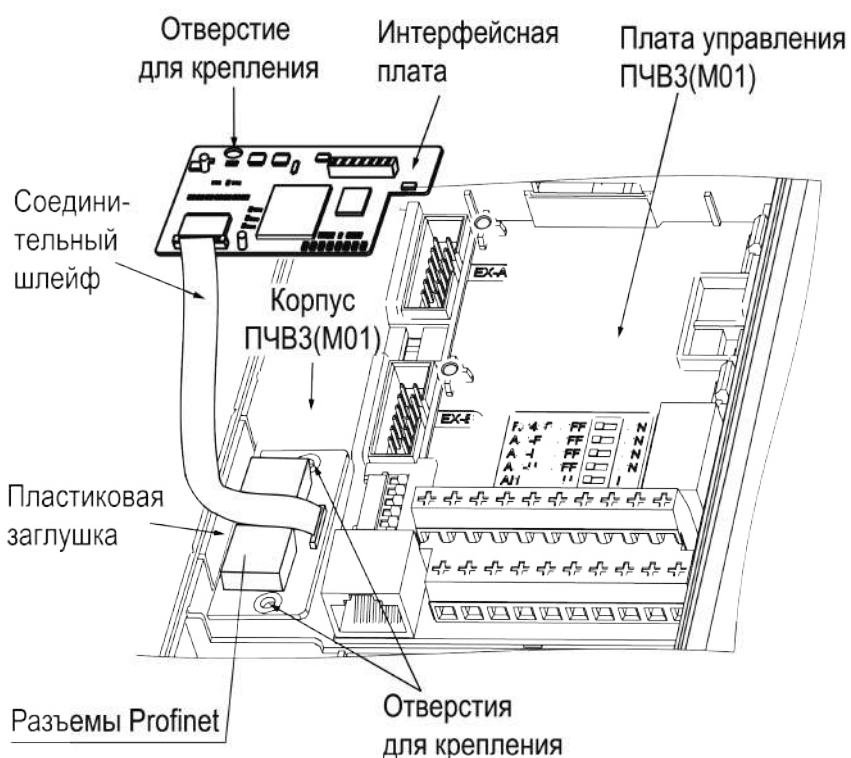 Отверстие
для крепления
Интерфейсная
плата
Плата управления
ПЧВ3(М01)
Соедини-
тельный
шлейф
EX-A
Корпус
ПЧВ3(М01)
Пластиковая
заглушка
Разъемы Profinet
Отверстия
для крепления